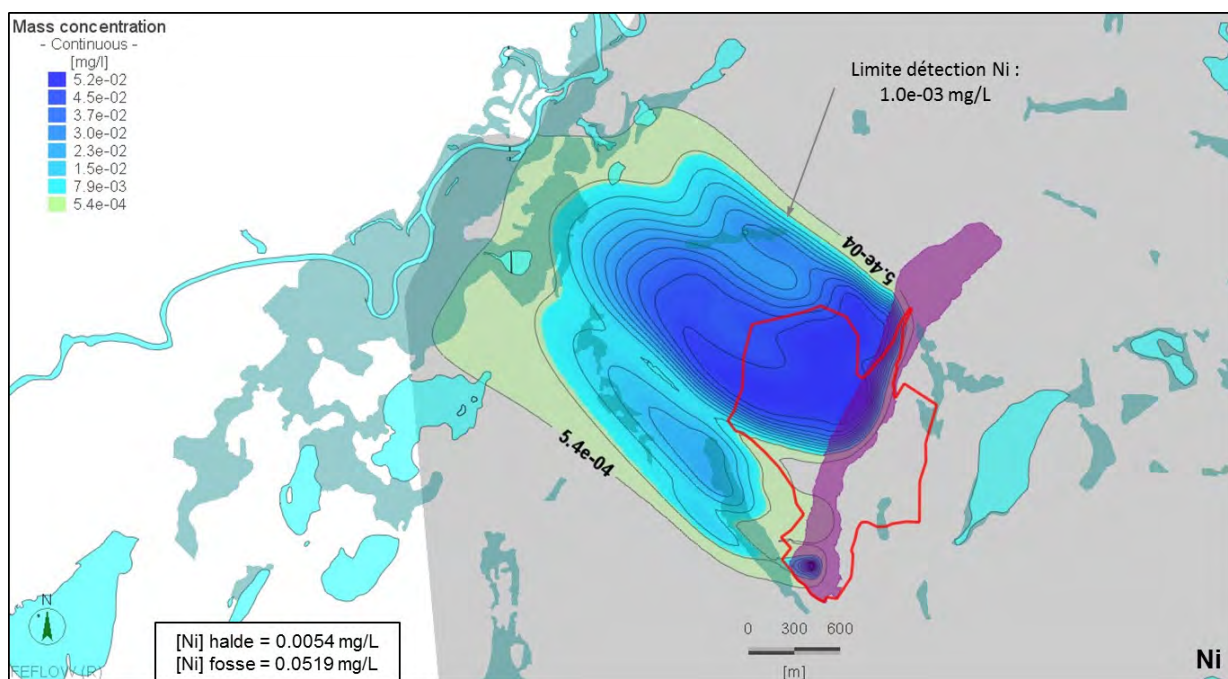 Mass concentration
- Continuous -
[mg/l]
5.2e-02
4.5e-02
3.7e-02
3.0e-02
2.3e-02
1.5e-02
7.9e-03
5.4e-04
Limite détection Ni :
1.0e-03 mg/L
5.4e-04
5.4e-04
N
[Ni] halde = 0.0054 mg/L
[Ni] fosse = 0.0519 mg/L
0 300 600
[m]
FEFLOW (R)
Ni